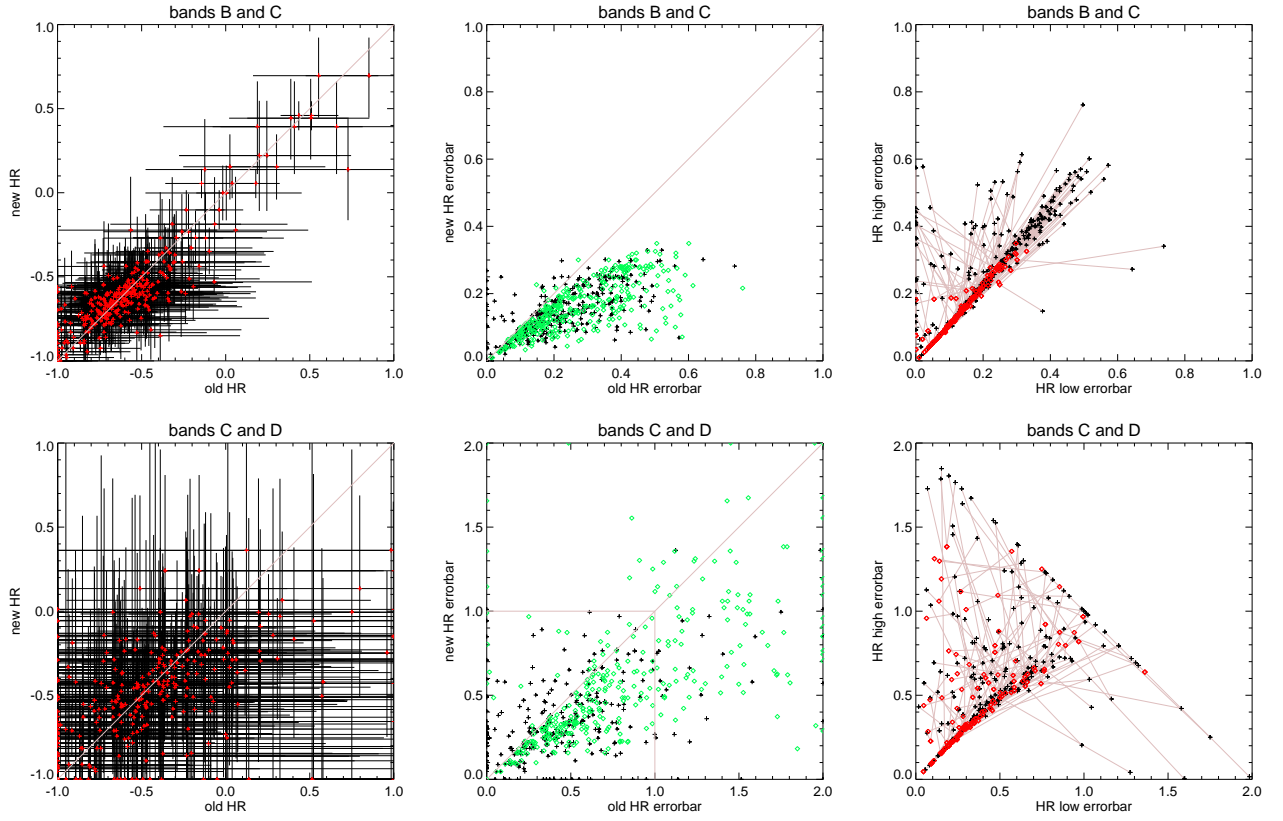 bands B and C
new HR
1.0
0.5
0.0
-0.5
-1.0
-1.0 -0.5 0.0 0.5 1.0
old HR
bands B and C
new HR errorbar
1.0
0.8
0.6
0.4
0.2
0.0
0.0 0.2 0.4 0.6 0.8 1.0
old HR errorbar
bands B and C
HR high errorbar
1.0
0.8
0.6
0.4
0.2
0.0
0.0 0.2 0.4 0.6 0.8 1.0
HR low errorbar
bands C and D
new HR
1.0
0.5
0.0
-0.5
-1.0
-1.0 -0.5 0.0 0.5 1.0
old HR
bands C and D
new HR errorbar
2.0
1.5
1.0
0.5
0.0
0.0 0.5 1.0 1.5 2.0
old HR errorbar
bands C and D
HR high errorbar
2.0
1.5
1.0
0.5
0.0
0.0 0.5 1.0 1.5 2.0
HR low errorbar